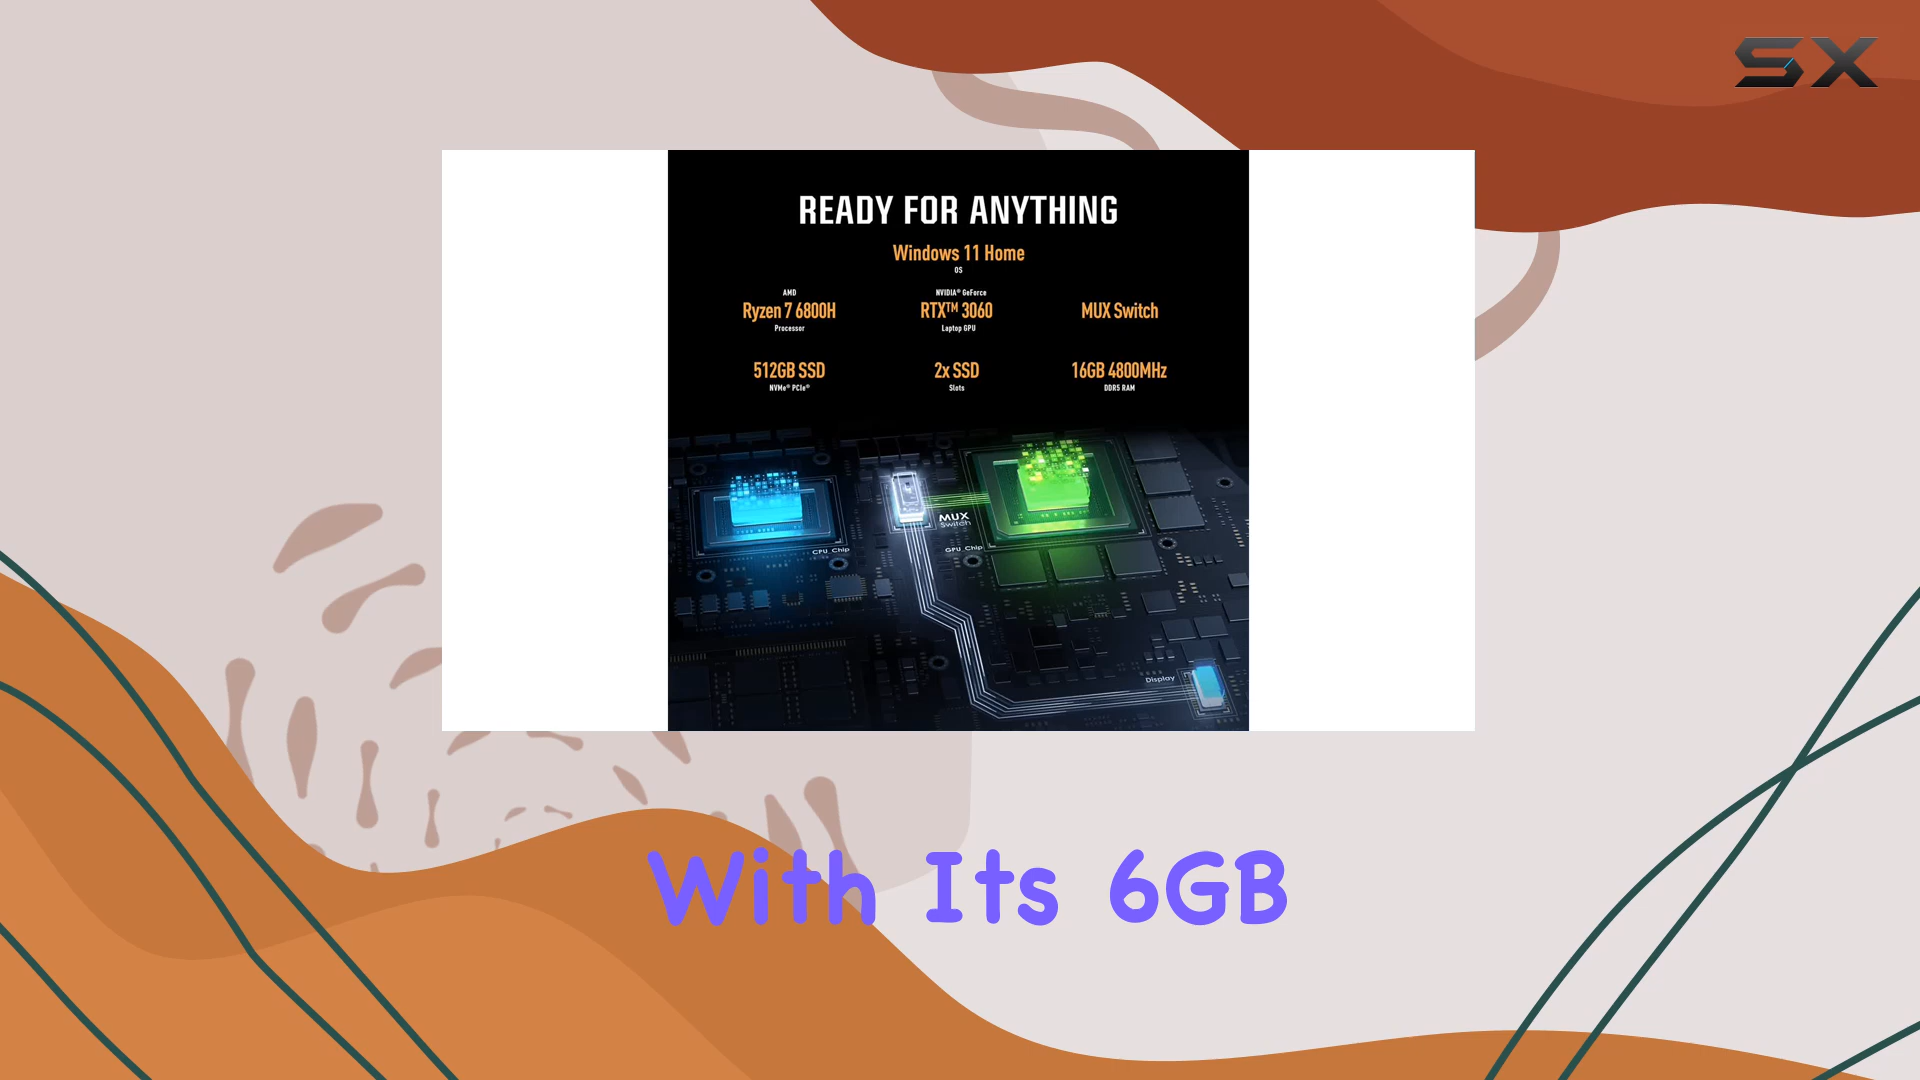 SX
READY FOR ANYTHING
Windows 11 Home
OS
AMD
Ryzen 7 6800H
Processor
NVIDIA® GeForce
RTX™ 3060
Laptop GPU
MUX Switch
512GB SSD
NVMe® PCIe®
2x SSD
Slots
16GB 4800MHz
DDR5 RAM
MUX
Switch
CPU_Chip
GPU_Chip
Display
With Its 6GB